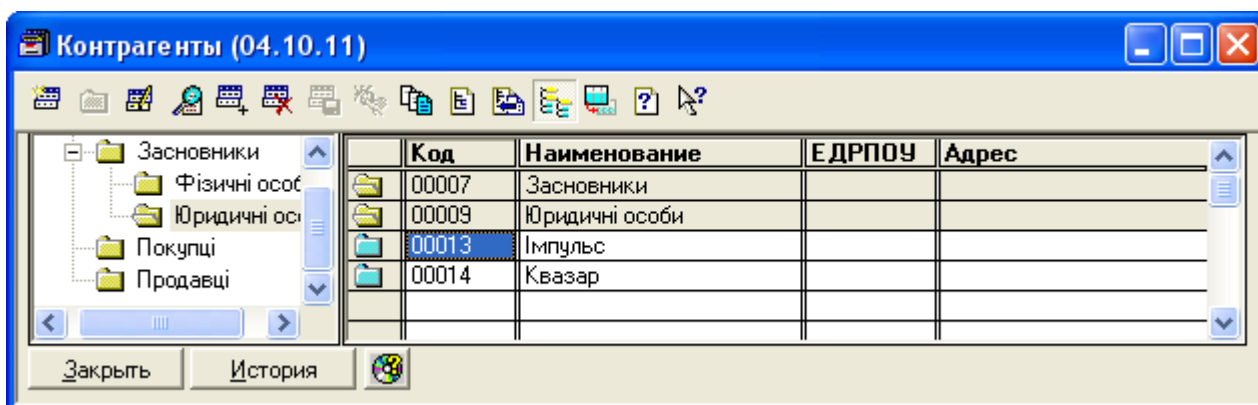 Контрагенты (04.10.11)
Засновники
Фізичні особ
Юридичні ос
Покупці
Продавці
Код Наименование ЕДРПОУ Адрес
00007 Засновники
00009 Юридичні особи
00013 Імпульс
00014 Квазар
Закрыть История